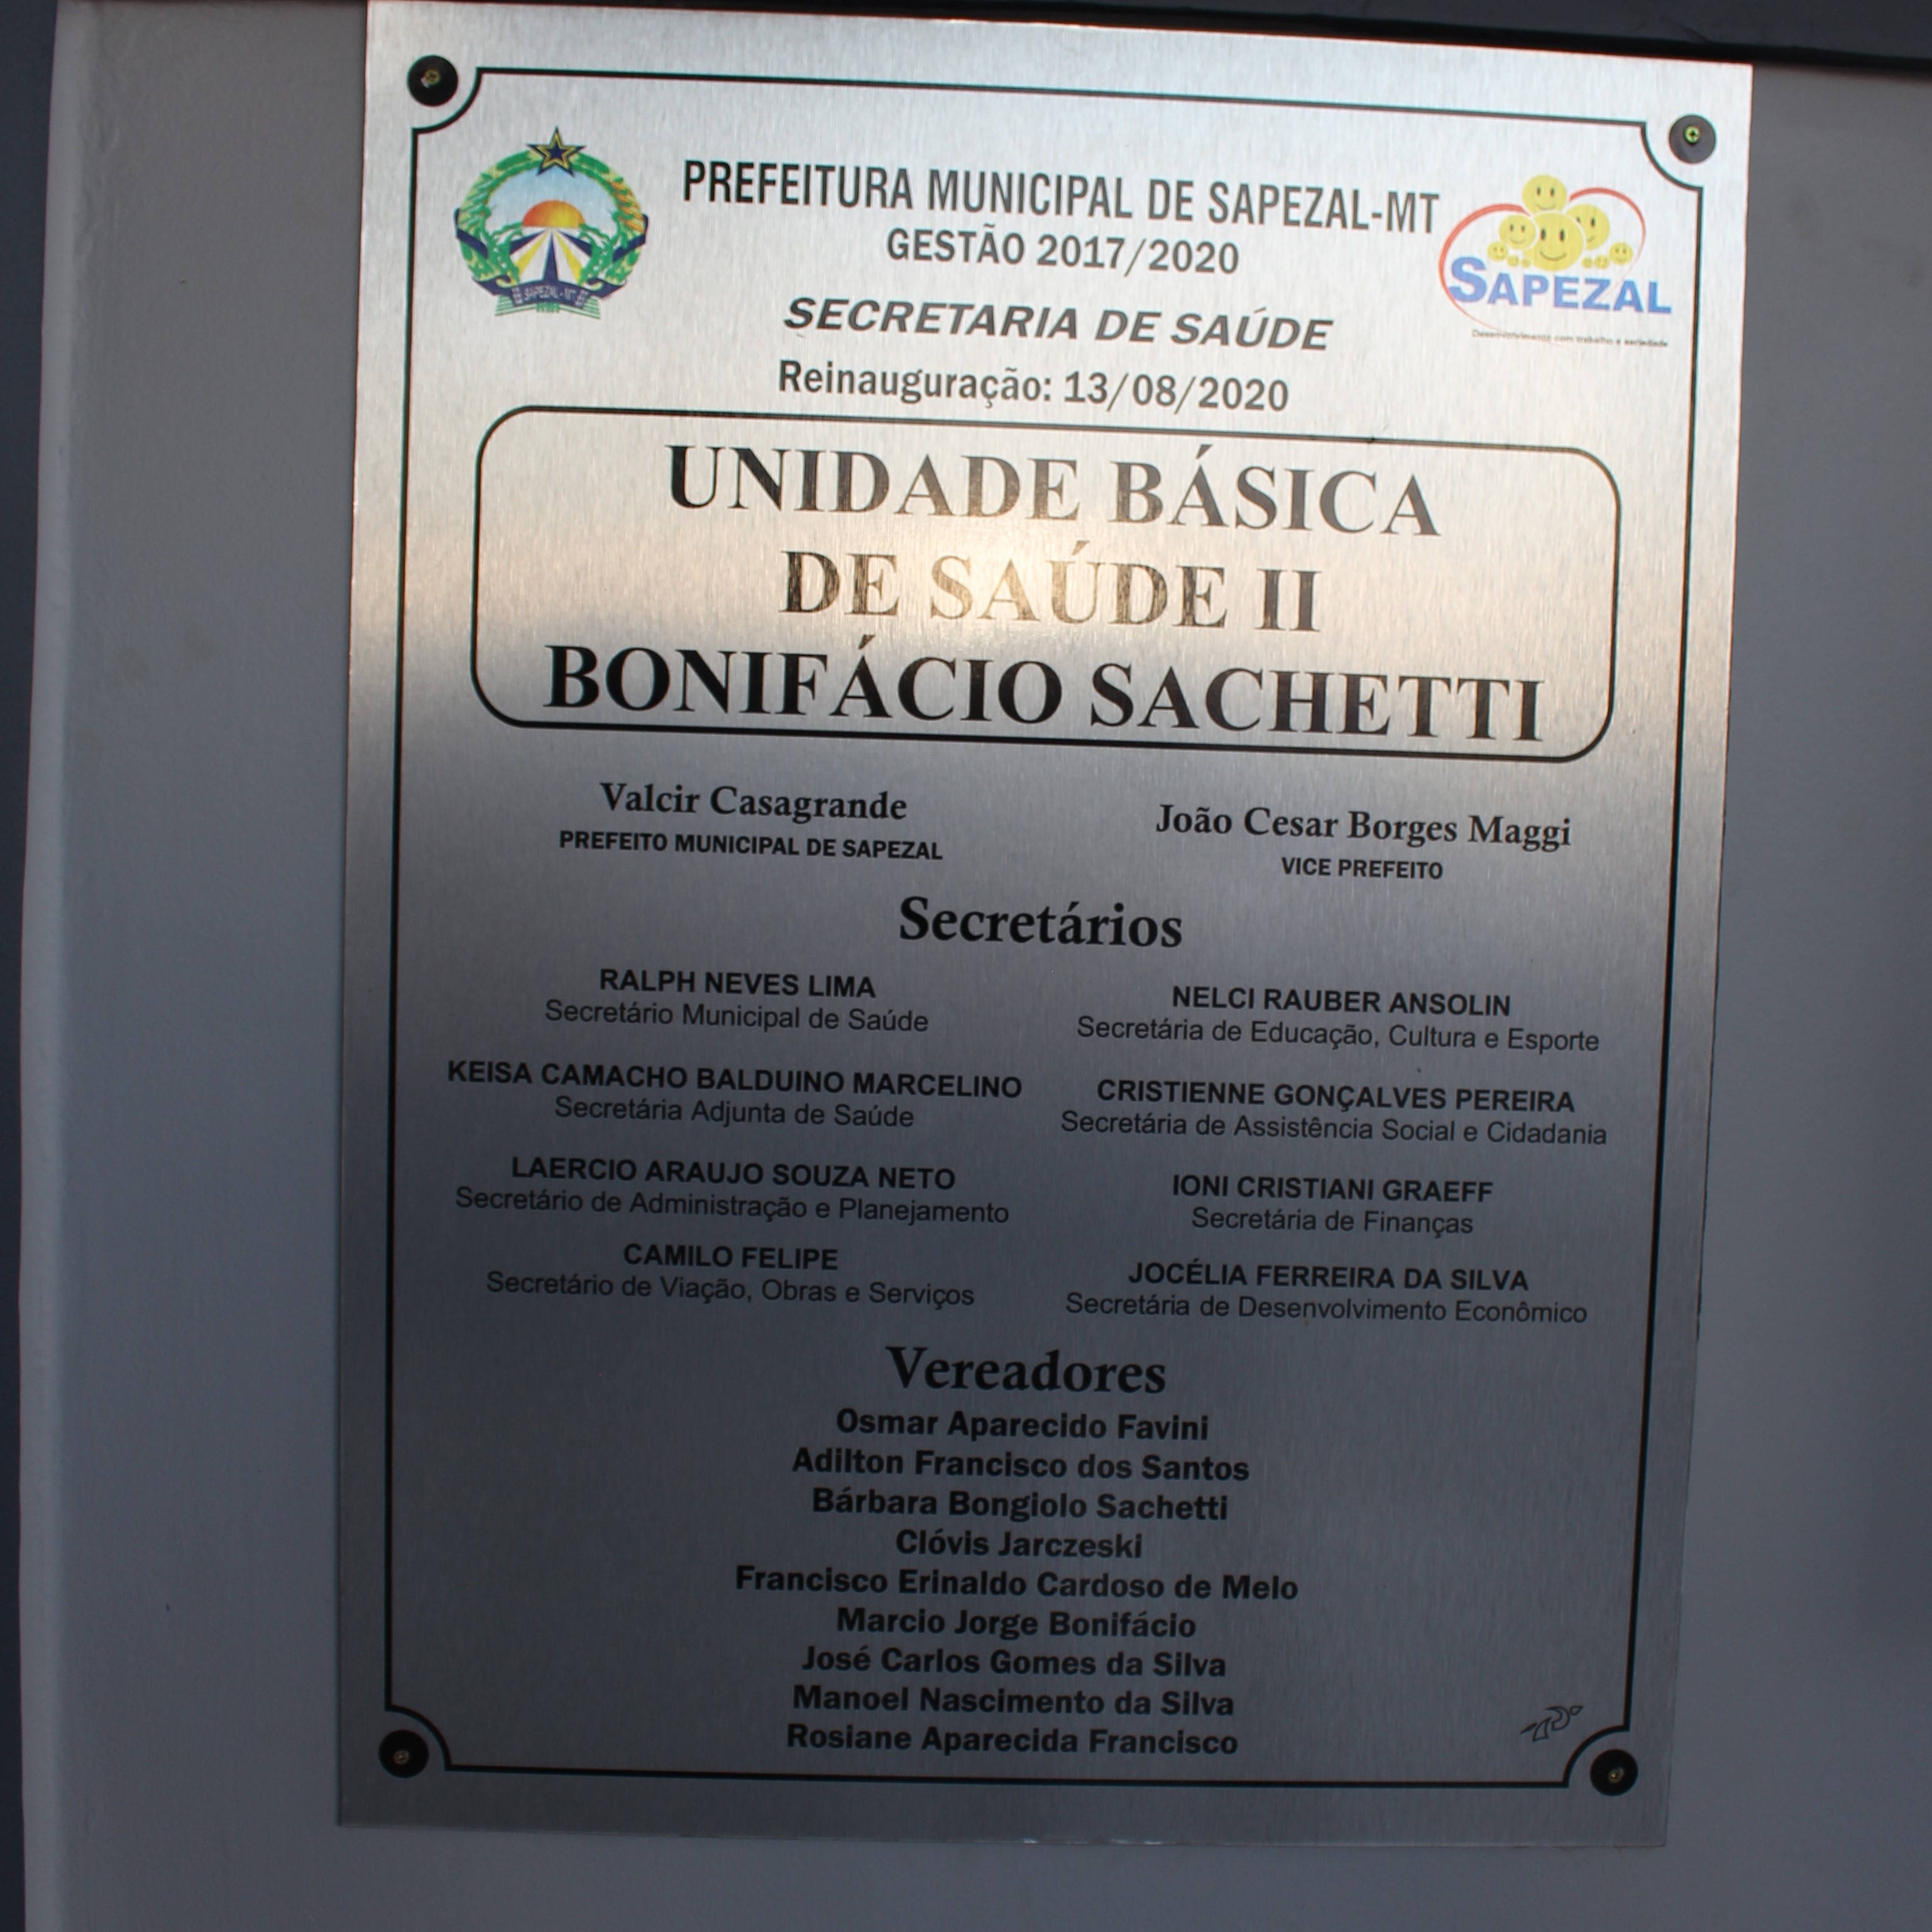 PREFEITURA MUNICIPAL DE SAPEZAL-MT
GESTÃO 2017/2020
SECRETARIA DE SAÚDE
Reinauguração: 13/08/2020
SAPEZAL-MT
SAPEZAL
Desenvolvimento com trabalho e seriedade
UNIDADE BÁSICA
DE SAÚDE II
BONIFÁCIO SACHETTI
Valcir Casagrande
PREFEITO MUNICIPAL DE SAPEZAL
João Cesar Borges Maggi
VICE PREFEITO
Secretários
RALPH NEVES LIMA
Secretário Municipal de Saúde
NELCI RAUBER ANSOLIN
Secretária de Educação, Cultura e Esporte
KEISA CAMACHO BALDUINO MARCELINO
Secretária Adjunta de Saúde
CRISTIENNE GONÇALVES PEREIRA
Secretária de Assistência Social e Cidadania
LAERCIO ARAUJO SOUZA NETO
Secretário de Administração e Planejamento
IONI CRISTIANI GRAEFF
Secretária de Finanças
CAMILO FELIPE
Secretário de Viação, Obras e Serviços
JOCÉLIA FERREIRA DA SILVA
Secretária de Desenvolvimento Econômico
Vereadores
Osmar Aparecido Favini
Adilton Francisco dos Santos
Bárbara Bongiolo Sachetti
Clóvis Jarczeski
Francisco Erinaldo Cardoso de Melo
Marcio Jorge Bonifácio
José Carlos Gomes da Silva
Manoel Nascimento da Silva
Rosiane Aparecida Francisco